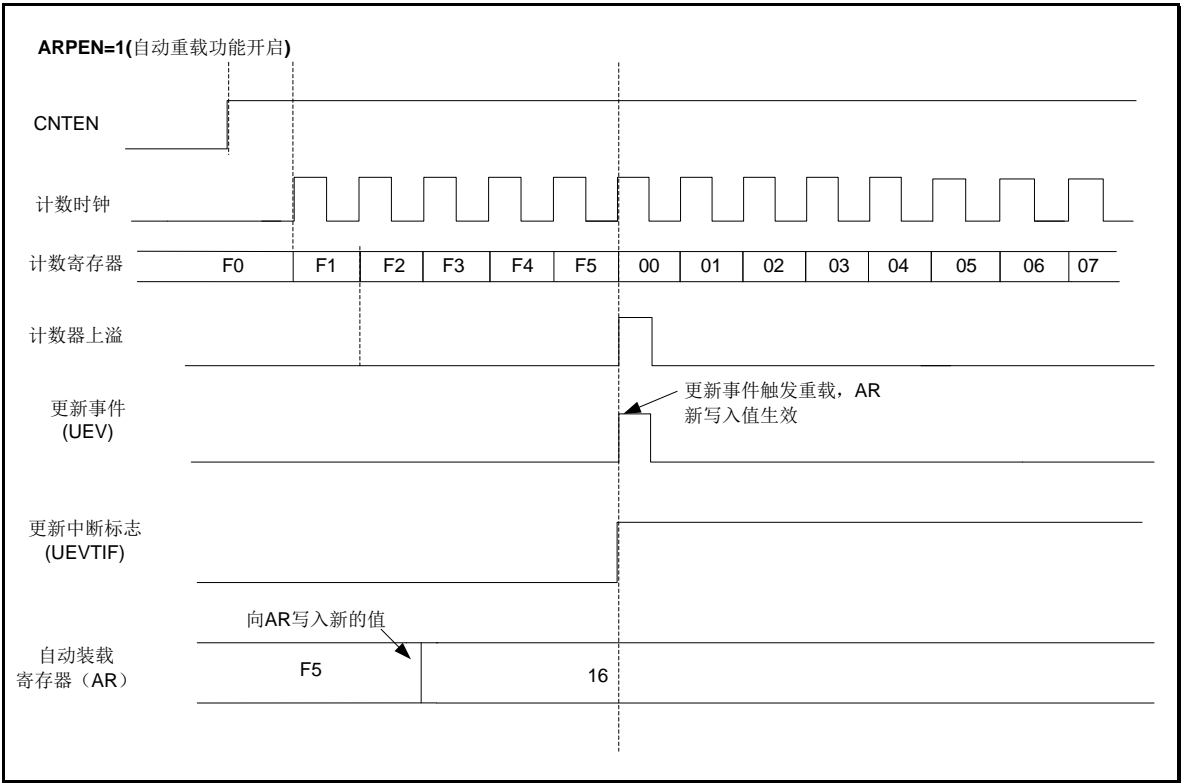 ARPEN=1(自动重载功能开启)
CNTEN
计数时钟
计数寄存器
F0 F1 F2 F3 F4 F5 00 01 02 03 04 05 06 07
计数器上溢
更新事件
(UEV)
更新事件触发重载，AR
新写入值生效
更新中断标志
(UEVTIF)
向AR写入新的值
自动装载
寄存器（AR）
F5 16